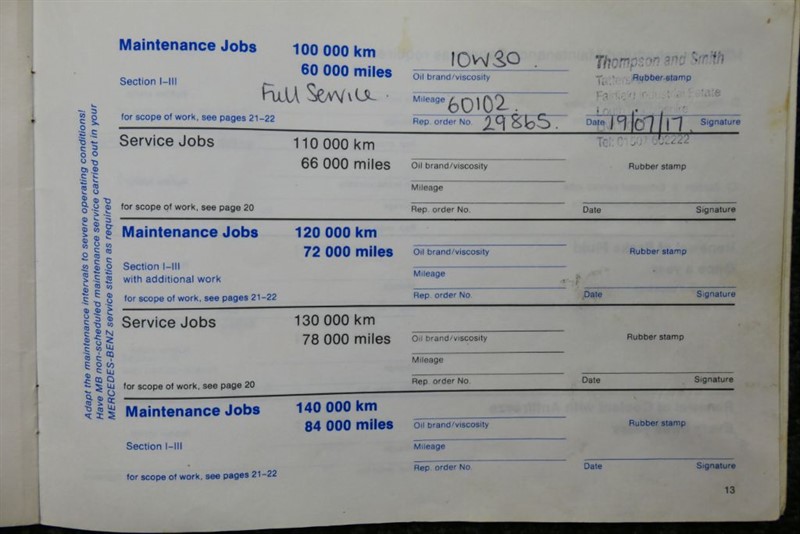 Maintenance Jobs 100 000 km
60 000 miles
Section I–III
Full Service
for scope of work, see pages 21–22
10W30
Oil brand/viscosity
Mileage 60102
Rep. order No. 29865
Thompson and Smith
Rubber stamp
Estate
Date 19/07/17 Signature
Tel: 01507
Service Jobs 110 000 km
66 000 miles
for scope of work, see page 20
Oil brand/viscosity
Mileage
Rep. order No.
Rubber stamp
Date Signature
Maintenance Jobs 120 000 km
72 000 miles
Section I–III
with additional work
for scope of work, see pages 21–22
Oil brand/viscosity
Mileage
Rep. order No.
Rubber stamp
Date Signature
Service Jobs 130 000 km
78 000 miles
for scope of work, see page 20
Oil brand/viscosity
Mileage
Rep. order No.
Rubber stamp
Date Signature
Maintenance Jobs 140 000 km
84 000 miles
Section I–III
for scope of work, see pages 21–22
Oil brand/viscosity
Mileage
Rep. order No.
Rubber stamp
Date Signature
Adapt the maintenance intervals to severe operating conditions!
Have MB non-scheduled maintenance service carried out in your
MERCEDES-BENZ service station as required
13